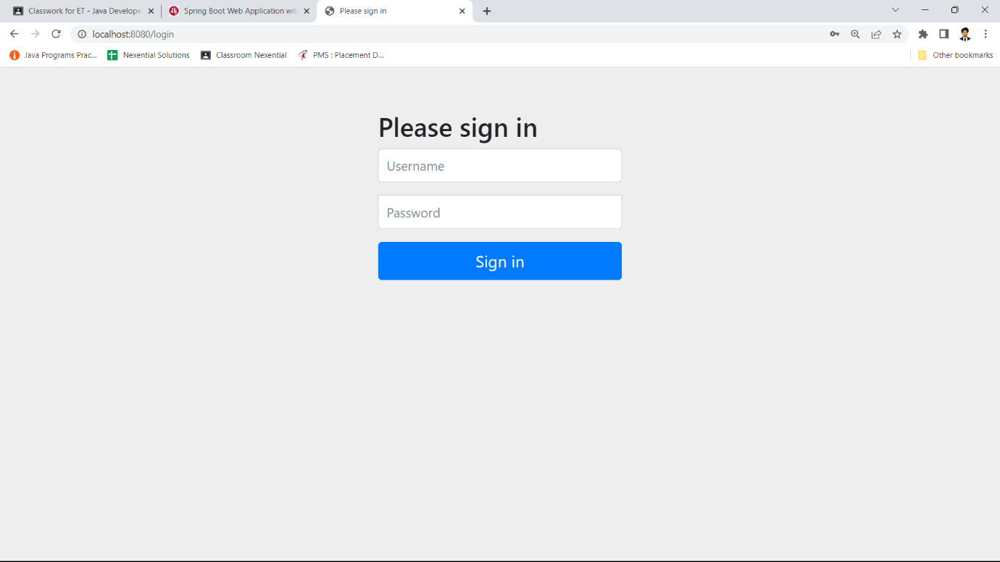 Classwork for ET - Java Develope
Spring Boot Web Application wit
Please sign in
localhost:8080/login
Java Programs Prac...
Nexential Solutions
Classroom Nexential
PMS : Placement D...
Other bookmarks
Please sign in
Username
Password
Sign in